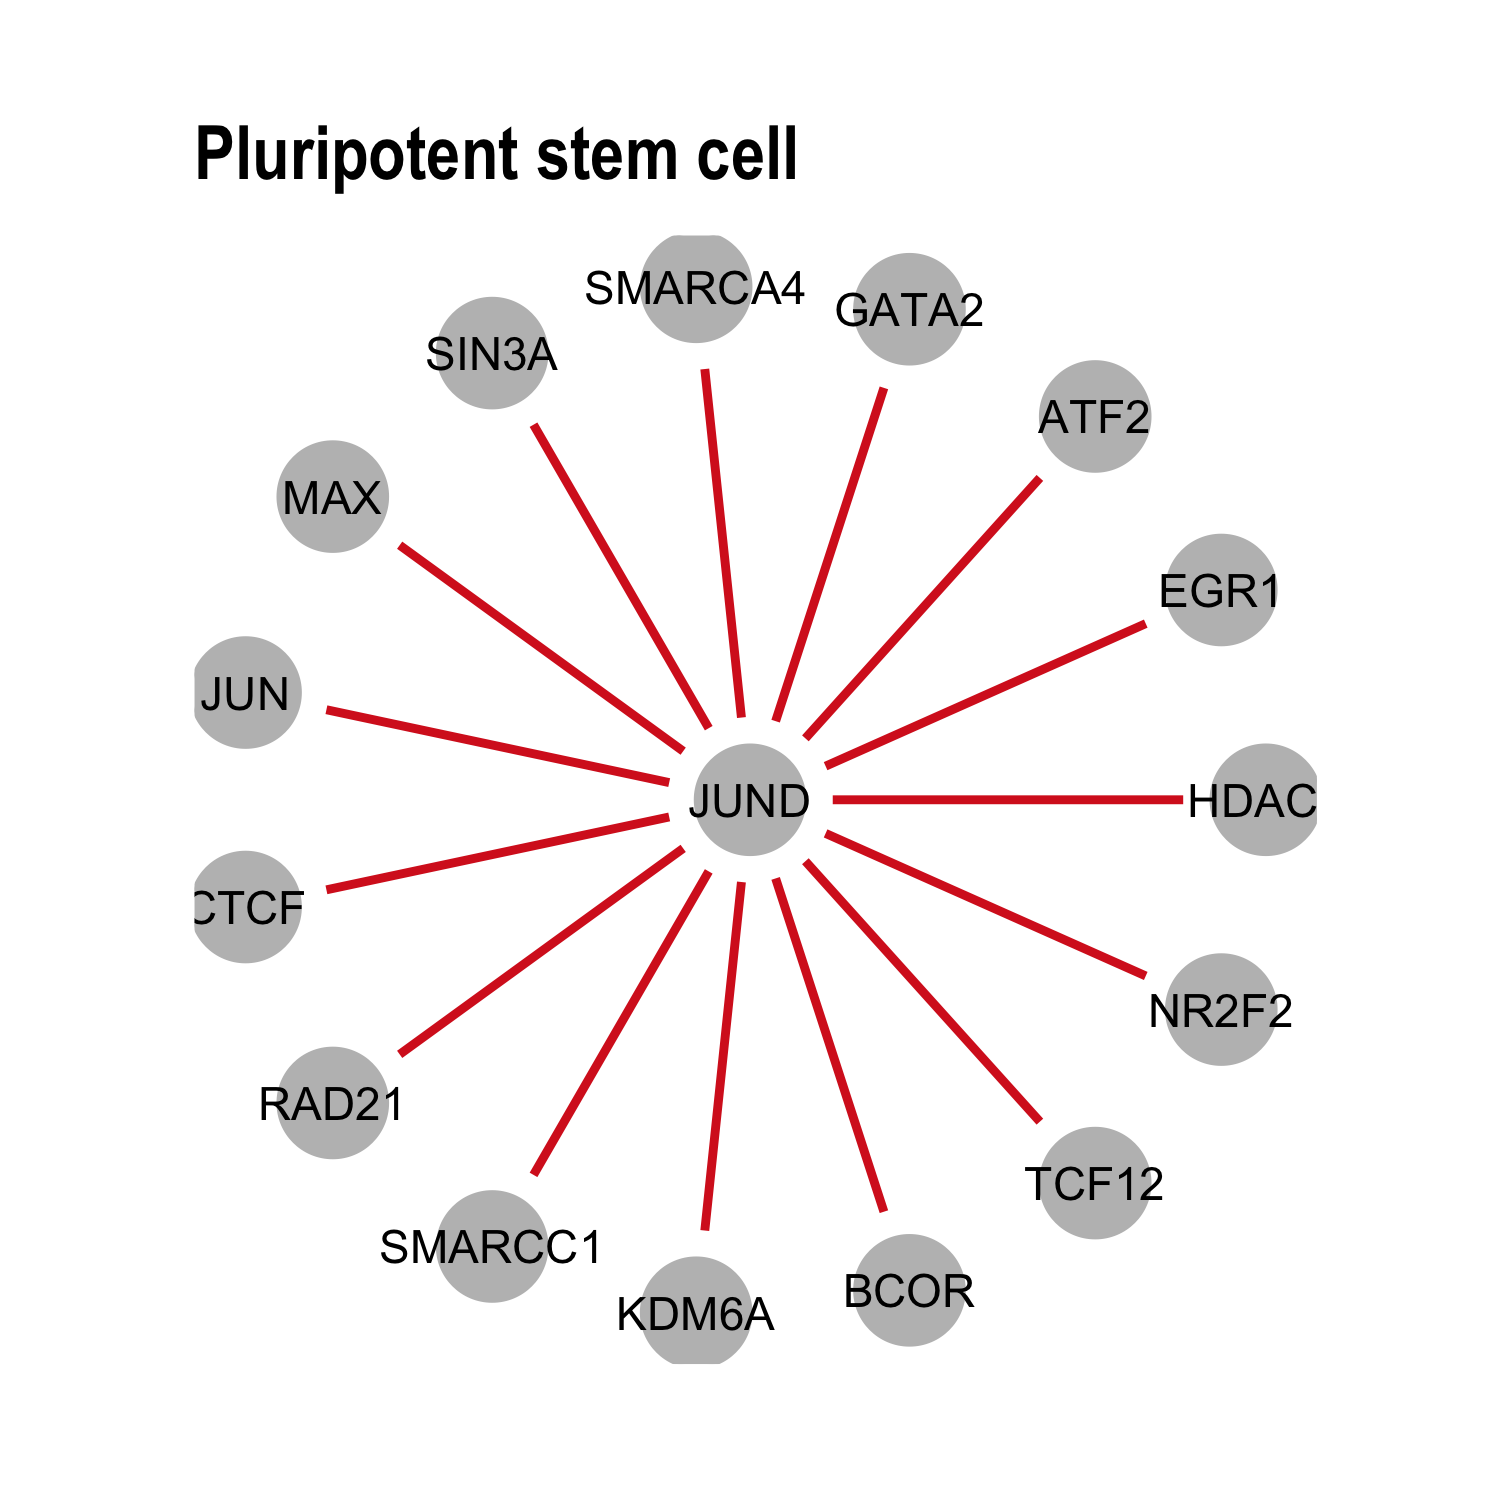 Pluripotent stem cell
SMARCA4
GATA2
SIN3A
ATF2
MAX
EGR1
JUN
JUND
HDAC
CTCF
NR2F2
RAD21
TCF12
SMARCC1
BCOR
KDM6A